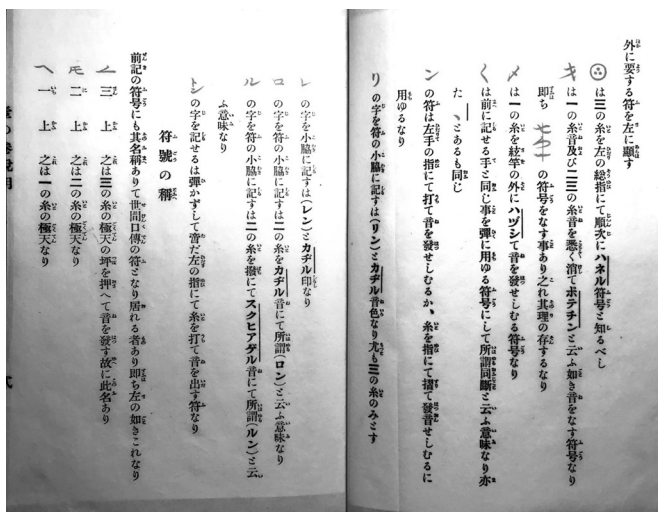 外に要する符を左に顯す
は三の糸を左の総指にて順次にハネル符號と知るべし
キは一の糸音及び二三の糸音を悉く消てボテチンと云ふ如き音をなす符號なり
即ち の符号をなす事あり之れ其理の存するなり
メは一の糸を絃竿の外にハヅシて音を發せしむる符号なり
くは前に記せる手と同じ事を彈に用ゆる符号にして所謂同斷と云ふ意味なり亦
た 丶とあるも同じ
ンの符は左手の指にて打て音を發せしむるか、糸を指にて摺て發音せしむるに
用ゆるなり
リの字を符の小脇に記すは(リン)とカヂル音色なり尤も三の糸のみとす
レの字を小脇に記すは(レン)とカヂル印なり
ロの字を符の小脇に記すは二の糸をカヂル音にて所謂(ロン)と云ふ意味なり
ルの字を符の小脇に記すは二の糸を撥にてスクヒアゲル音にて所謂(ルン)と云
ふ意味なり
トの字を記せるは彈かずして啻だ左の指にて糸を打て音を出す符なり
符號の稱
前記の符号にも其名稱ありて世間口傳の符となり居れる者あり即ち左の如きこれなり
三 上 之は三の糸の極天の坪を押へて音を發す故に此名あり
二 上 之は二の糸の極天なり
一 上 之は一の糸の極天なり